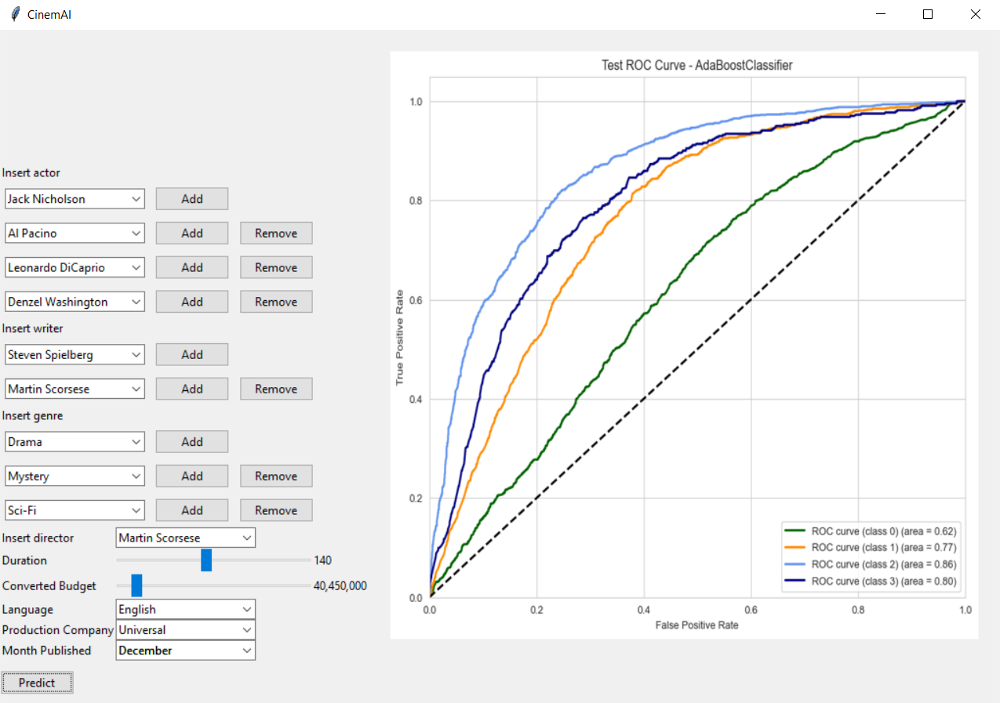 CinemAI
Insert actor
Jack Nicholson Add
Al Pacino Add Remove
Leonardo DiCaprio Add Remove
Denzel Washington Add Remove
Insert writer
Steven Spielberg Add
Martin Scorsese Add Remove
Insert genre
Drama Add
Mystery Add Remove
Sci-Fi Add Remove
Insert director Martin Scorsese
Duration 140
Converted Budget 40,450,000
Language English
Production Company Universal
Month Published December
Predict
Test ROC Curve - AdaBoostClassifier
True Positive Rate
1.0
0.8
0.6
0.4
0.2
0.0
ROC curve (class 0) (area = 0.62)
ROC curve (class 1) (area = 0.77)
ROC curve (class 2) (area = 0.86)
ROC curve (class 3) (area = 0.80)
0.0 0.2 0.4 0.6 0.8 1.0
False Positive Rate